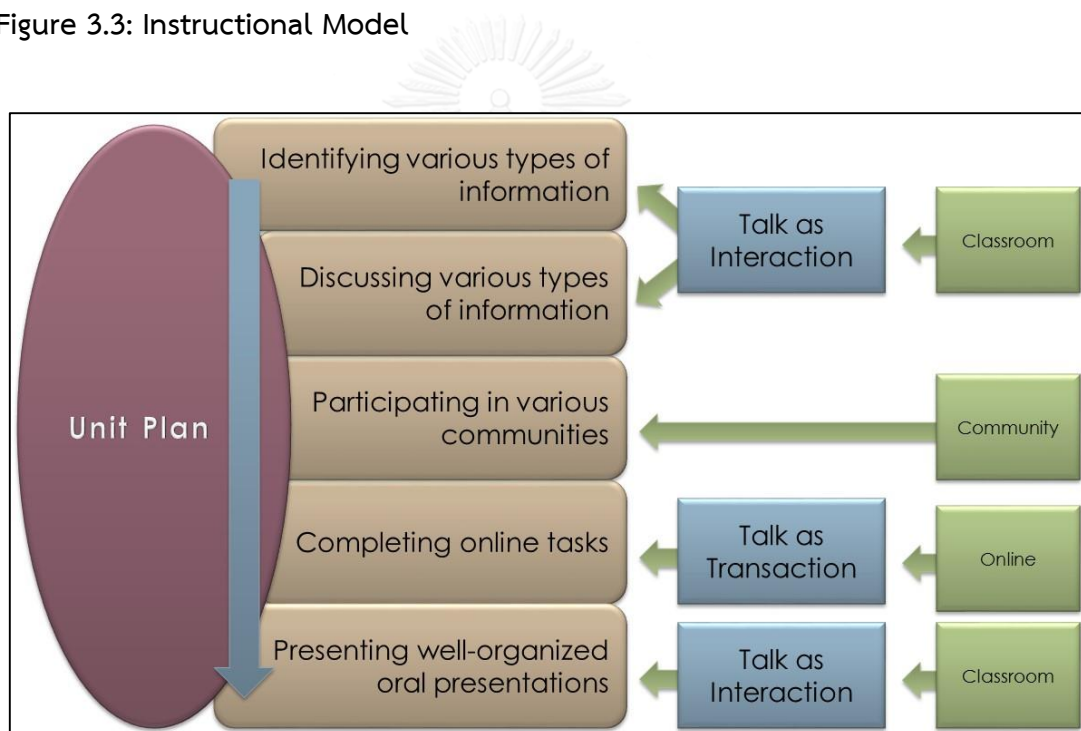 Figure 3.3: Instructional Model
Unit Plan
Identifying various types of
information
Discussing various types
of information
Participating in various
communities
Completing online tasks
Presenting well-organized
oral presentations
Talk as
Interaction
Classroom
Community
Talk as
Transaction
Online
Talk as
Interaction
Classroom